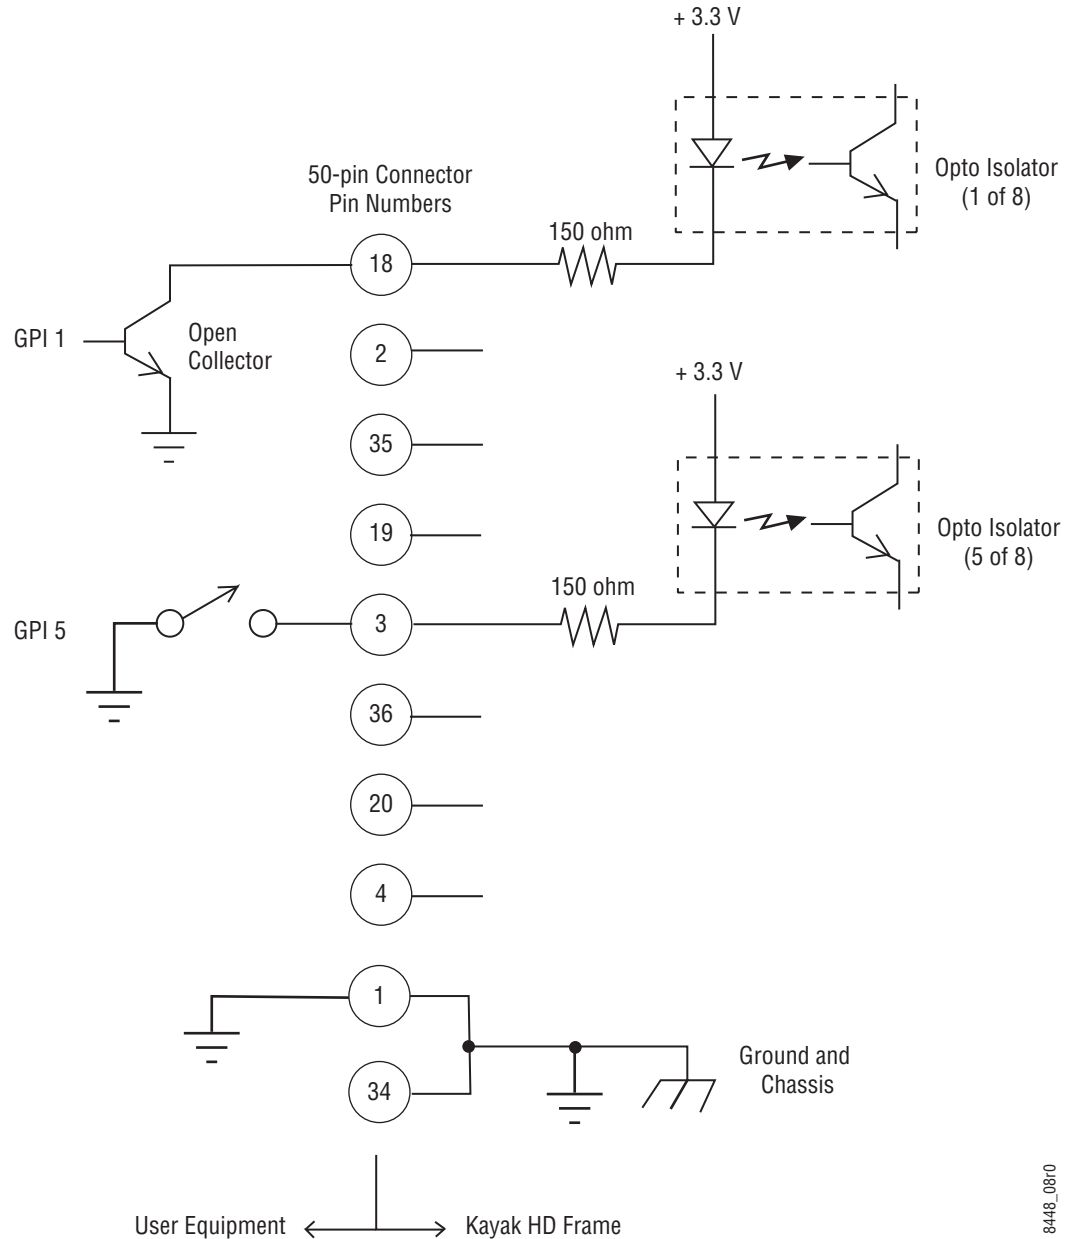 + 3.3 V
Opto Isolator
(1 of 8)
50-pin Connector
Pin Numbers
150 ohm
18
GPI 1
Open
Collector
2
+ 3.3 V
35
19
Opto Isolator
(5 of 8)
150 ohm
GPI 5
3
36
20
4
1
Ground and
Chassis
34
User Equipment
Kayak HD Frame
8448_08r0